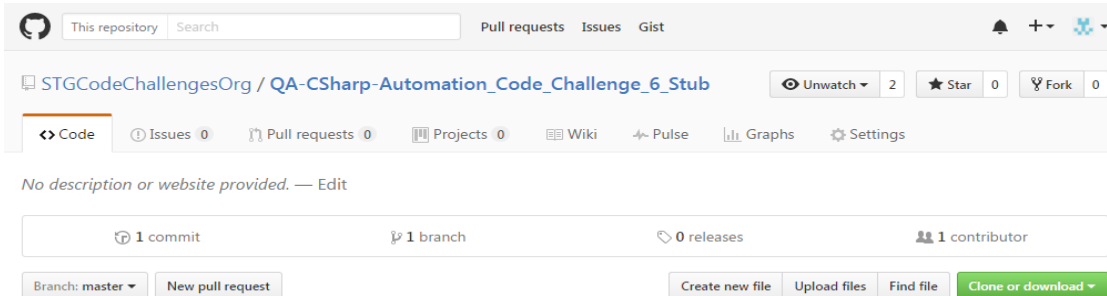 This repository Search Pull requests Issues Gist
STGCodeChallengesOrg / QA-CSharp-Automation_Code_Challenge_6_Stub Unwatch 2 Star 0 Fork 0
Code Issues 0 Pull requests 0 Projects 0 Wiki Pulse Graphs Settings
No description or website provided. — Edit
1 commit 1 branch 0 releases 1 contributor
Branch: master New pull request Create new file Upload files Find file Clone or download